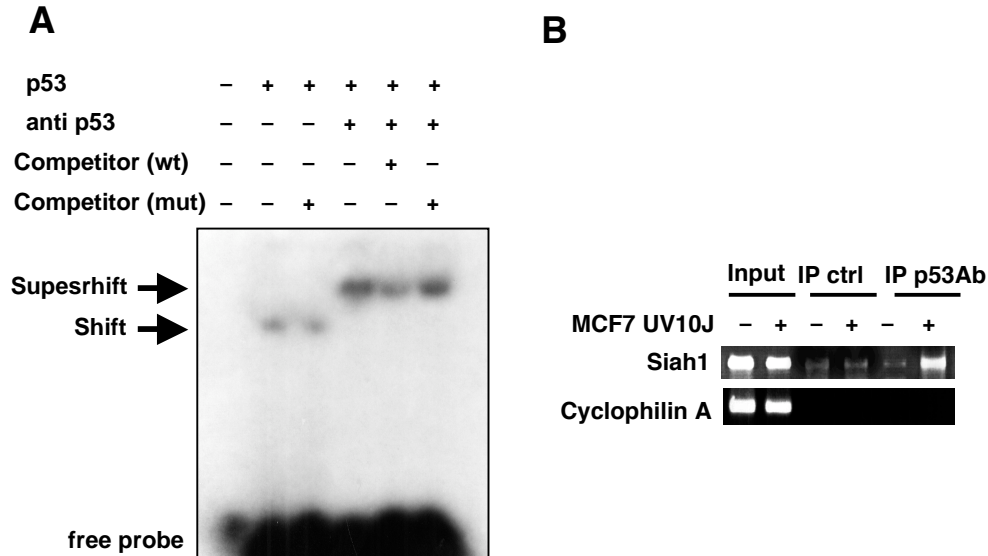 A
p53 – + + + + +
anti p53 – – – + + +
Competitor (wt) – – – – + –
Competitor (mut) – – + – – +
Supesrhift
Shift
free probe
B
Input IP ctrl IP p53Ab
MCF7 UV10J – + – + – +
Siah1
Cyclophilin A